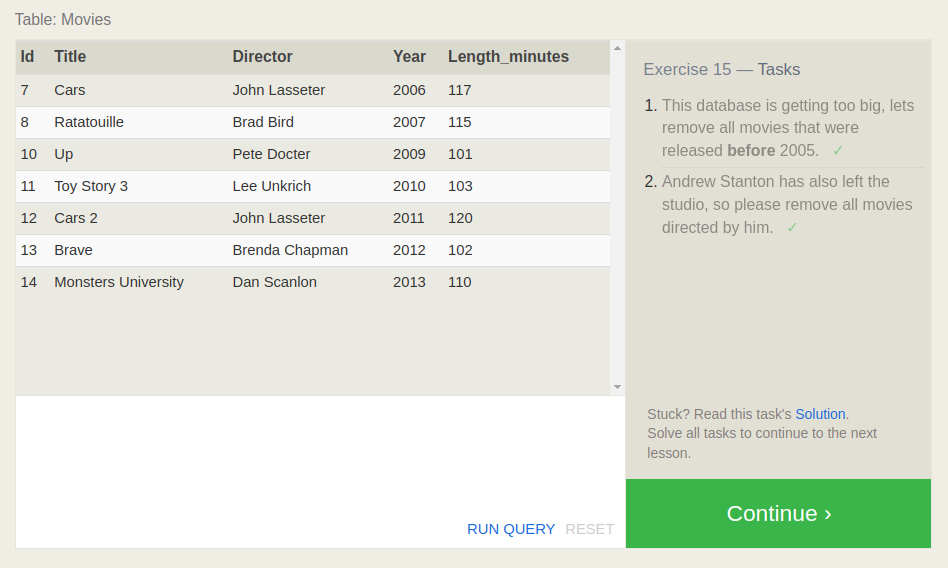 Table: Movies
Id Title Director Year Length_minutes
7 Cars John Lasseter 2006 117
8 Ratatouille Brad Bird 2007 115
10 Up Pete Docter 2009 101
11 Toy Story 3 Lee Unkrich 2010 103
12 Cars 2 John Lasseter 2011 120
13 Brave Brenda Chapman 2012 102
14 Monsters University Dan Scanlon 2013 110
RUN QUERY RESET
Exercise 15 — Tasks
1. This database is getting too big, lets
remove all movies that were
released before 2005. ✓
2. Andrew Stanton has also left the
studio, so please remove all movies
directed by him. ✓
Stuck? Read this task's Solution.
Solve all tasks to continue to the next
lesson.
Continue ›